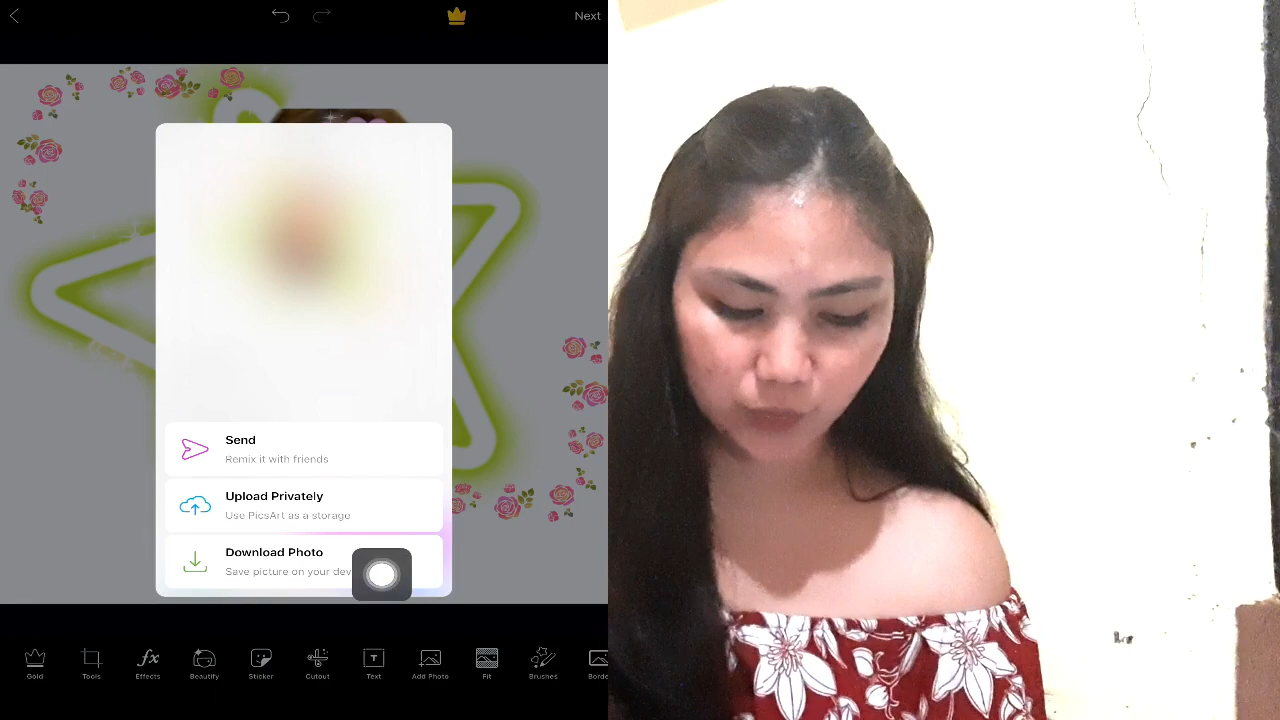 Next
Send
Remix it with friends
Upload Privately
Use PicsArt as a storage
Download Photo
Save picture on your dev
Gold Tools fx Effects Beautify Sticker Cutout T Text Add Photo Fit Brushes Borde